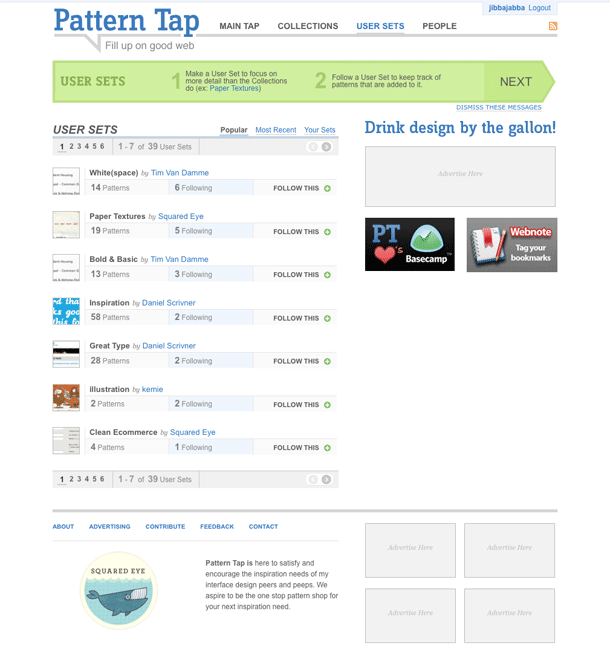 jibbajabba Logout
Pattern Tap
MAIN TAP COLLECTIONS USER SETS PEOPLE
Fill up on good web
USER SETS
1 Make a User Set to focus on
more detail than the Collections
do (ex: Paper Textures)
2 Follow a User Set to keep track of
patterns that are added to it.
NEXT
DISMISS THESE MESSAGES
USER SETS
Popular Most Recent Your Sets
1 2 3 4 5 6 1 - 7 of 39 User Sets
White(space) by Tim Van Damme
14 Patterns 6 Following FOLLOW THIS
Paper Textures by Squared Eye
19 Patterns 5 Following FOLLOW THIS
Bold & Basic by Tim Van Damme
13 Patterns 3 Following FOLLOW THIS
Inspiration by Daniel Scrivner
58 Patterns 2 Following FOLLOW THIS
Great Type by Daniel Scrivner
28 Patterns 2 Following FOLLOW THIS
illustration by kemie
2 Patterns 2 Following FOLLOW THIS
Clean Ecommerce by Squared Eye
4 Patterns 1 Following FOLLOW THIS
1 2 3 4 5 6 1 - 7 of 39 User Sets
Drink design by the gallon!
Advertise Here
PT
's
Basecamp
Webnote
Tag your
bookmarks
ABOUT ADVERTISING CONTRIBUTE FEEDBACK CONTACT
SQUARED EYE
Pattern Tap is here to satisfy and
encourage the inspiration needs of my
interface design peers and peeps. We
aspire to be the one stop pattern shop for
your next inspiration need.
Advertise Here Advertise Here
Advertise Here Advertise Here